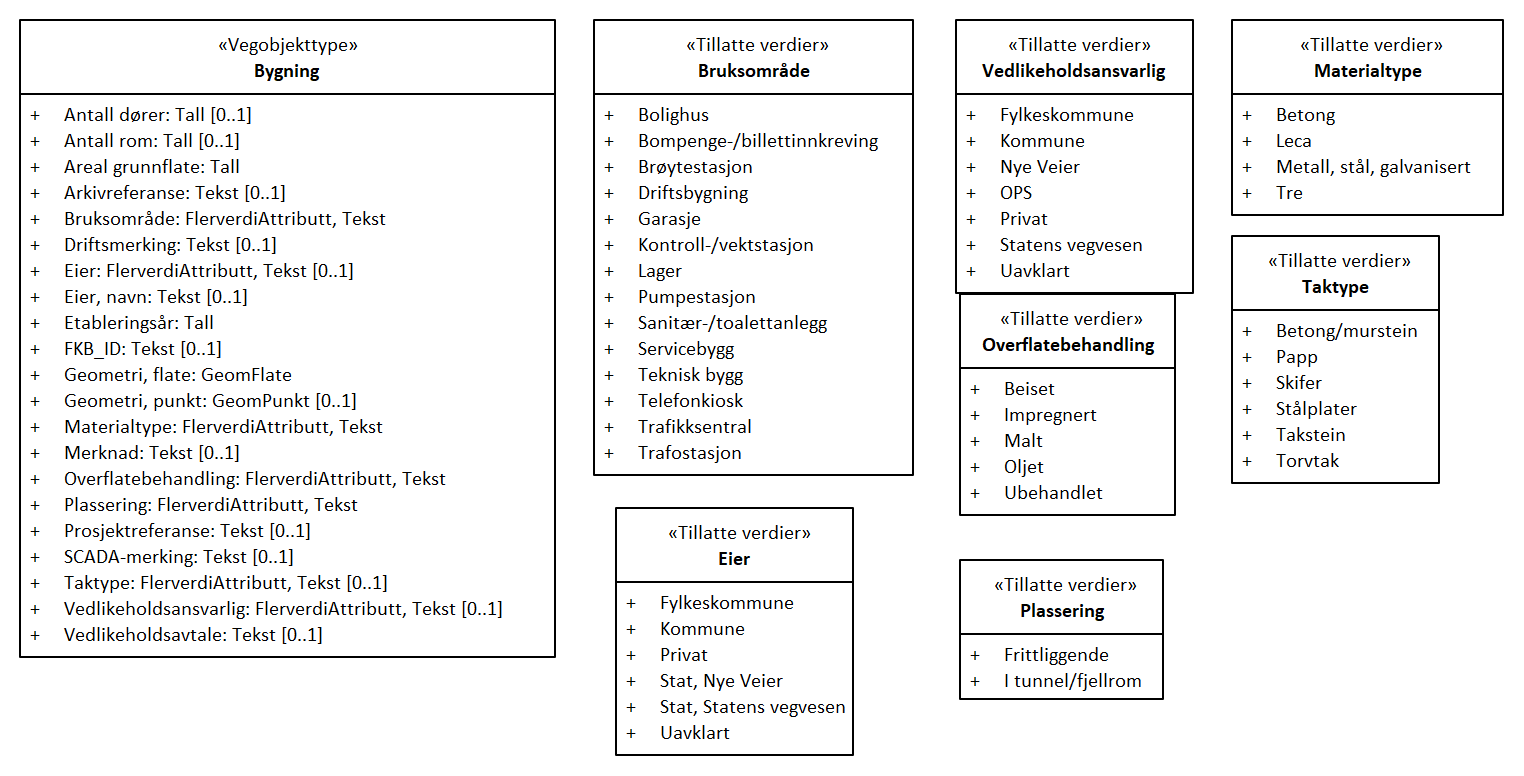 «Vegobjekttype»
Bygning
+ Antall dører: Tall [0..1]
+ Antall rom: Tall [0..1]
+ Areal grunnflate: Tall
+ Arkivreferanse: Tekst [0..1]
+ Bruksområde: FlerverdiAttributt, Tekst
+ Driftsmerking: Tekst [0..1]
+ Eier: FlerverdiAttributt, Tekst [0..1]
+ Eier, navn: Tekst [0..1]
+ Etableringsår: Tall
+ FKB_ID: Tekst [0..1]
+ Geometri, flate: GeomFlate
+ Geometri, punkt: GeomPunkt [0..1]
+ Materialtype: FlerverdiAttributt, Tekst
+ Merknad: Tekst [0..1]
+ Overflatebehandling: FlerverdiAttributt, Tekst
+ Plassering: FlerverdiAttributt, Tekst
+ Prosjektreferanse: Tekst [0..1]
+ SCADA-merking: Tekst [0..1]
+ Taktype: FlerverdiAttributt, Tekst [0..1]
+ Vedlikeholdsansvarlig: FlerverdiAttributt, Tekst [0..1]
+ Vedlikeholdsavtale: Tekst [0..1]
«Tillatte verdier»
Bruksområde
+ Bolighus
+ Bompenge-/billettinnkreving
+ Brøytestasjon
+ Driftsbygning
+ Garasje
+ Kontroll-/vektstasjon
+ Lager
+ Pumpestasjon
+ Sanitær-/toalettanlegg
+ Servicebygg
+ Teknisk bygg
+ Telefonkiosk
+ Trafikksentral
+ Trafostasjon
«Tillatte verdier»
Eier
+ Fylkeskommune
+ Kommune
+ Privat
+ Stat, Nye Veier
+ Stat, Statens vegvesen
+ Uavklart
«Tillatte verdier»
Vedlikeholdsansvarlig
+ Fylkeskommune
+ Kommune
+ Nye Veier
+ OPS
+ Privat
+ Statens vegvesen
+ Uavklart
«Tillatte verdier»
Overflatebehandling
+ Beiset
+ Impregnert
+ Malt
+ Oljet
+ Ubehandlet
«Tillatte verdier»
Plassering
+ Frittliggende
+ I tunnel/fjellrom
«Tillatte verdier»
Materialtype
+ Betong
+ Leca
+ Metall, stål, galvanisert
+ Tre
«Tillatte verdier»
Taktype
+ Betong/murstein
+ Papp
+ Skifer
+ Stålplater
+ Takstein
+ Torvtak